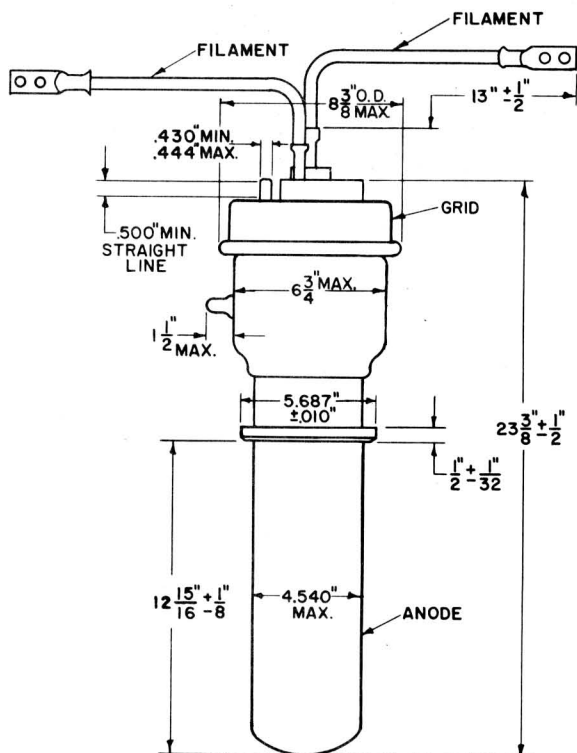 FILAMENT
FILAMENT
8 3/8" O.D. MAX.
13" ± 1/2"
.430" MIN.
.444" MAX.
GRID
.500" MIN.
STRAIGHT
LINE
6 3/4" MAX.
1 1/2" MAX.
5.687"
±.010"
23 3/8" ± 1/2"
1/2" ± 1/32"
12 15/16" ± 1/8"
4.540"
MAX.
ANODE